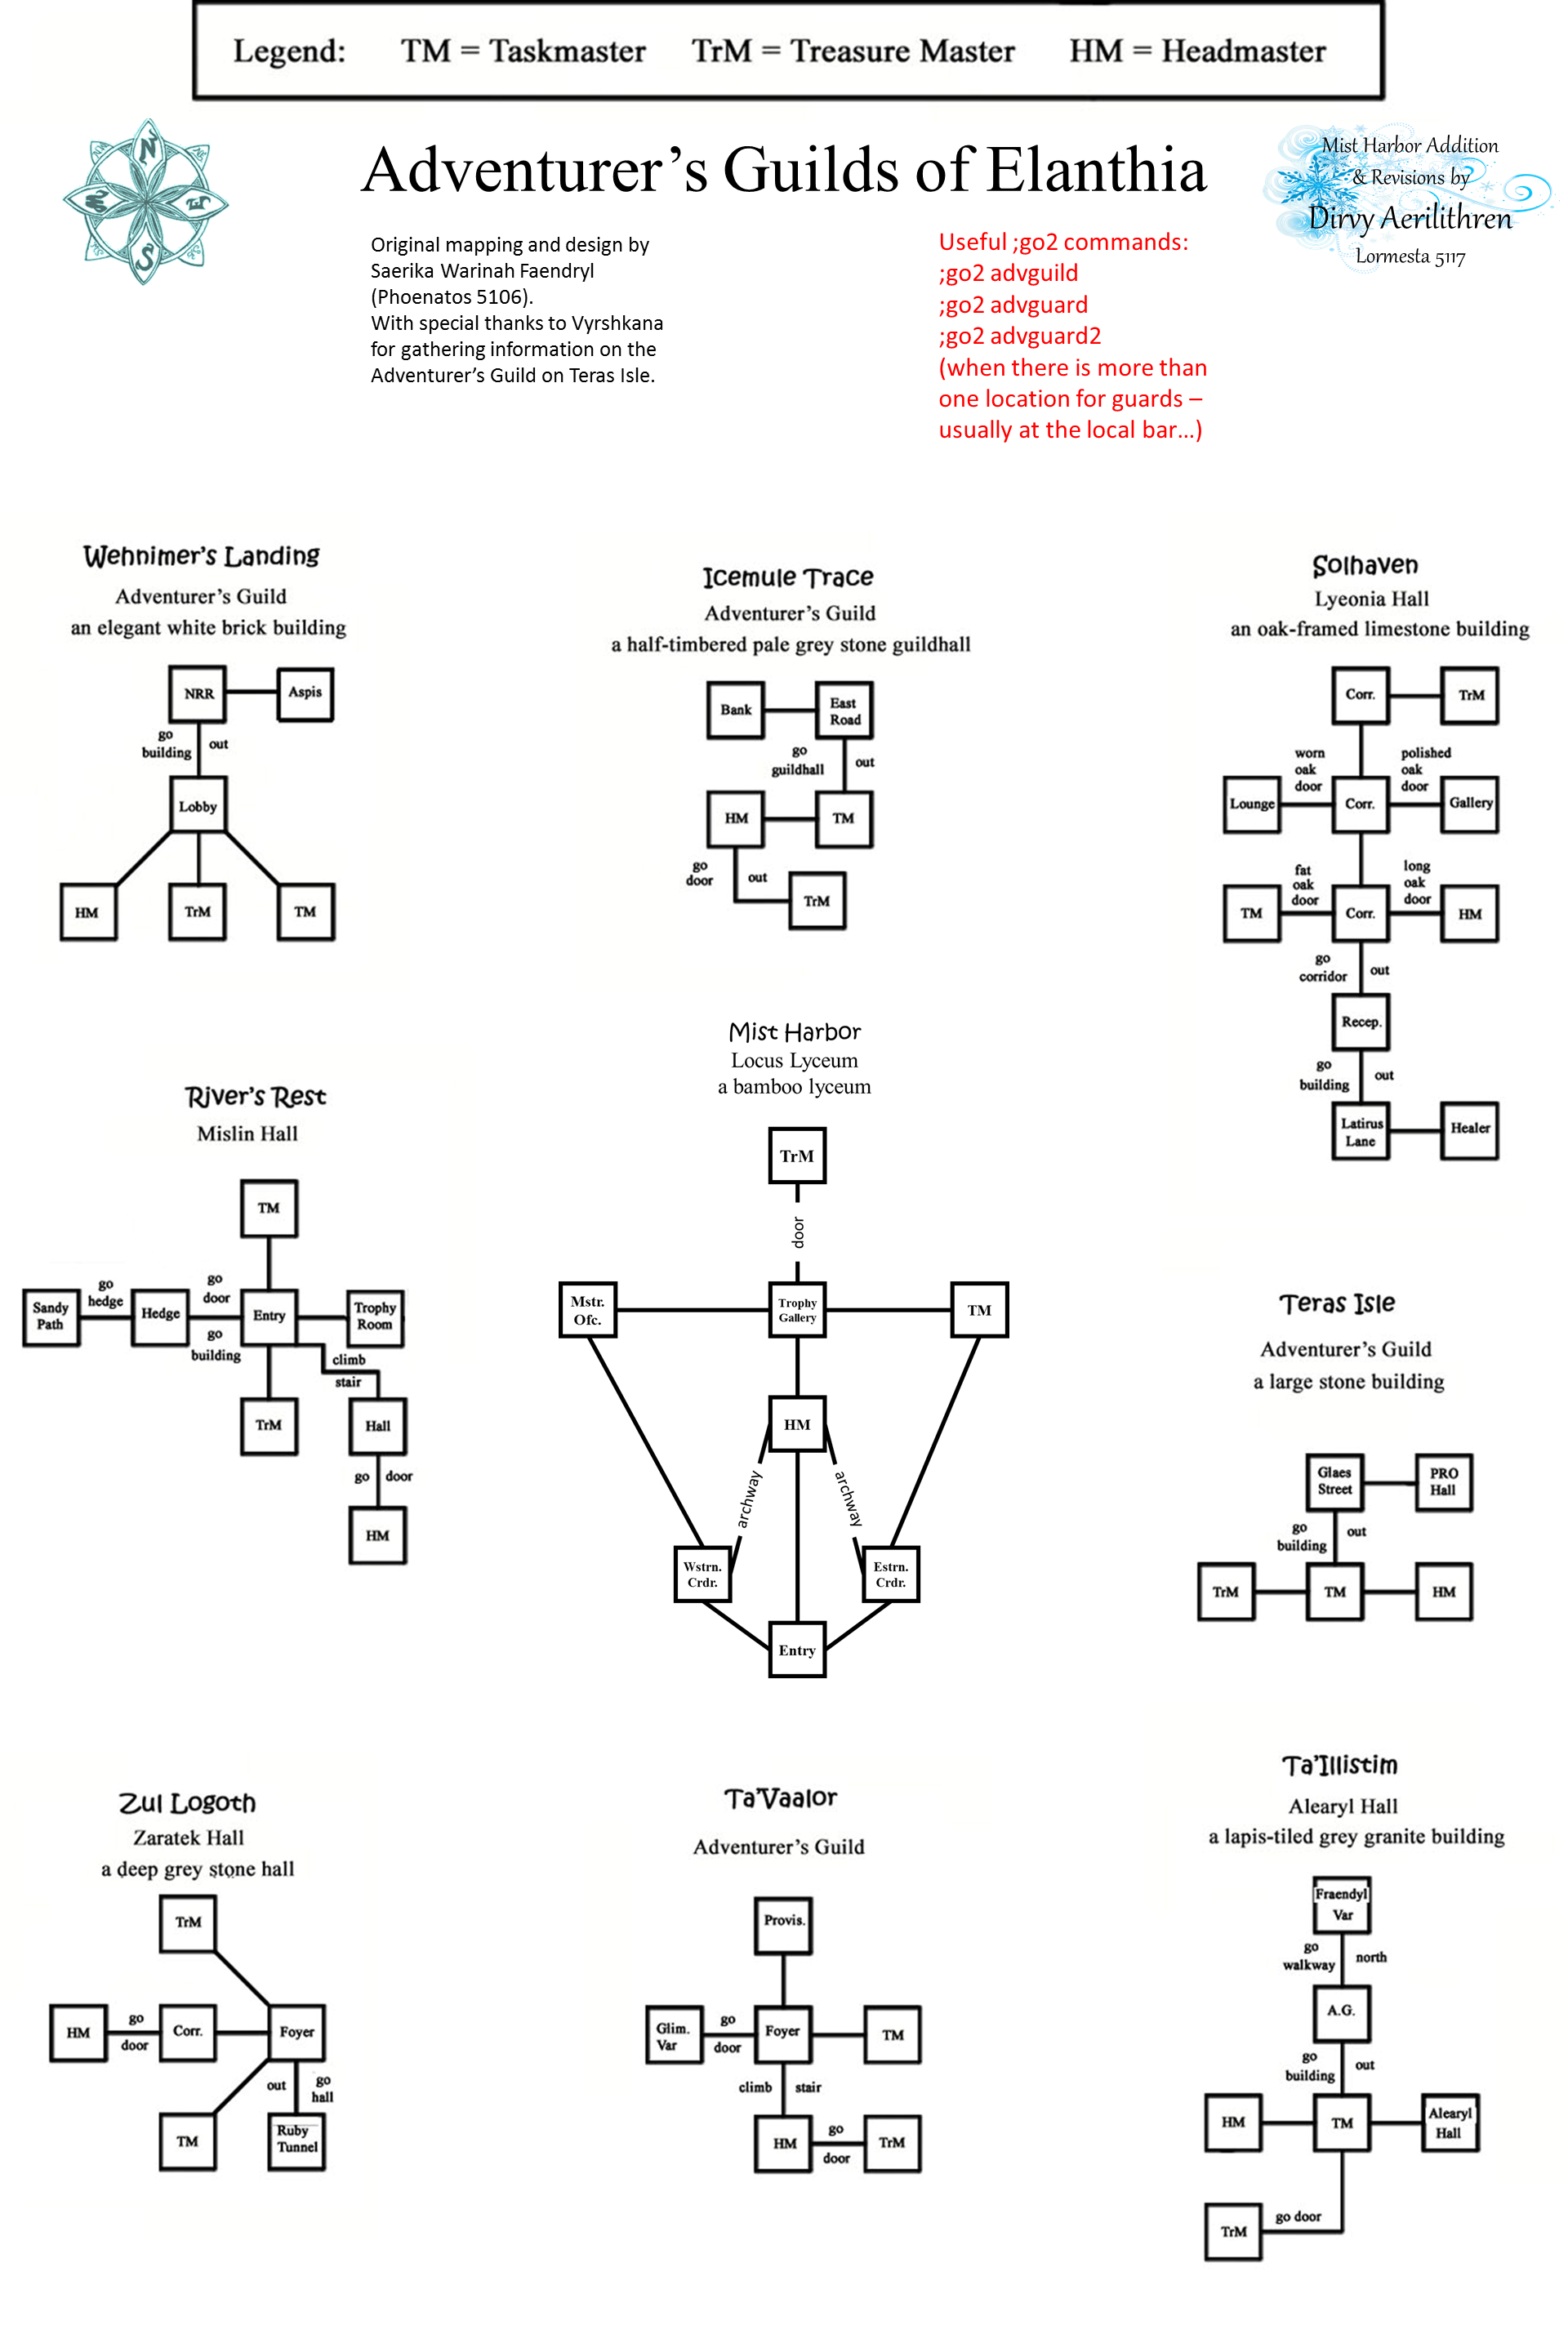 Legend: TM = Taskmaster TrM = Treasure Master HM = Headmaster
N
S
Adventurer's Guilds of Elanthia
Mist Harbor Addition
& Revisions by
Dirvy Aerilithren
Lormesta 5117
Original mapping and design by
Saerika Warinah Faendryl
(Phoenatos 5106).
With special thanks to Vyrshkana
for gathering information on the
Adventurer's Guild on Teras Isle.
Useful ;go2 commands:
;go2 advguild
;go2 advguard
;go2 advguard2
(when there is more than
one location for guards –
usually at the local bar...)
Wehnimer's Landing
Adventurer's Guild
an elegant white brick building
NRR
Aspis
go
building
out
Lobby
HM
TrM
TM
Icemule Trace
Adventurer's Guild
a half-timbered pale grey stone guildhall
Bank
East
Road
go
guildhall
out
HM
TM
go
door
out
TrM
Solhaven
Lyeonia Hall
an oak-framed limestone building
Corr.
TrM
worn
oak
door
polished
oak
door
Lounge
Corr.
Gallery
fat
oak
door
long
oak
door
TM
Corr.
HM
go
corridor
out
Recep.
go
building
out
Latirus
Lane
Healer
River's Rest
Mislin Hall
TM
Sandy
Path
go
hedge
Hedge
go
door
go
building
Entry
Trophy
Room
climb
stair
TrM
Hall
go door
HM
Mist Harbor
Locus Lyceum
a bamboo lyceum
TrM
door
Mstr.
Ofc.
Trophy
Gallery
TM
HM
archway
archway
Wstrn.
Crdr.
Estrn.
Crdr.
Entry
Teras Isle
Adventurer's Guild
a large stone building
Glaes
Street
PRO
Hall
go
building
out
TrM
TM
HM
Zul Logoth
Zaratek Hall
a deep grey stone hall
TrM
HM
go
door
Corr.
Foyer
out
go
hall
TM
Ruby
Tunnel
Ta'Vaalor
Adventurer's Guild
Provis.
Glim.
Var
go
door
Foyer
TM
climb stair
HM
go
door
TrM
Ta'Illistim
Alearyl Hall
a lapis-tiled grey granite building
Fraendyl
Var
go
walkway
north
A.G.
go
building
out
HM
TM
Alearyl
Hall
TrM
go door